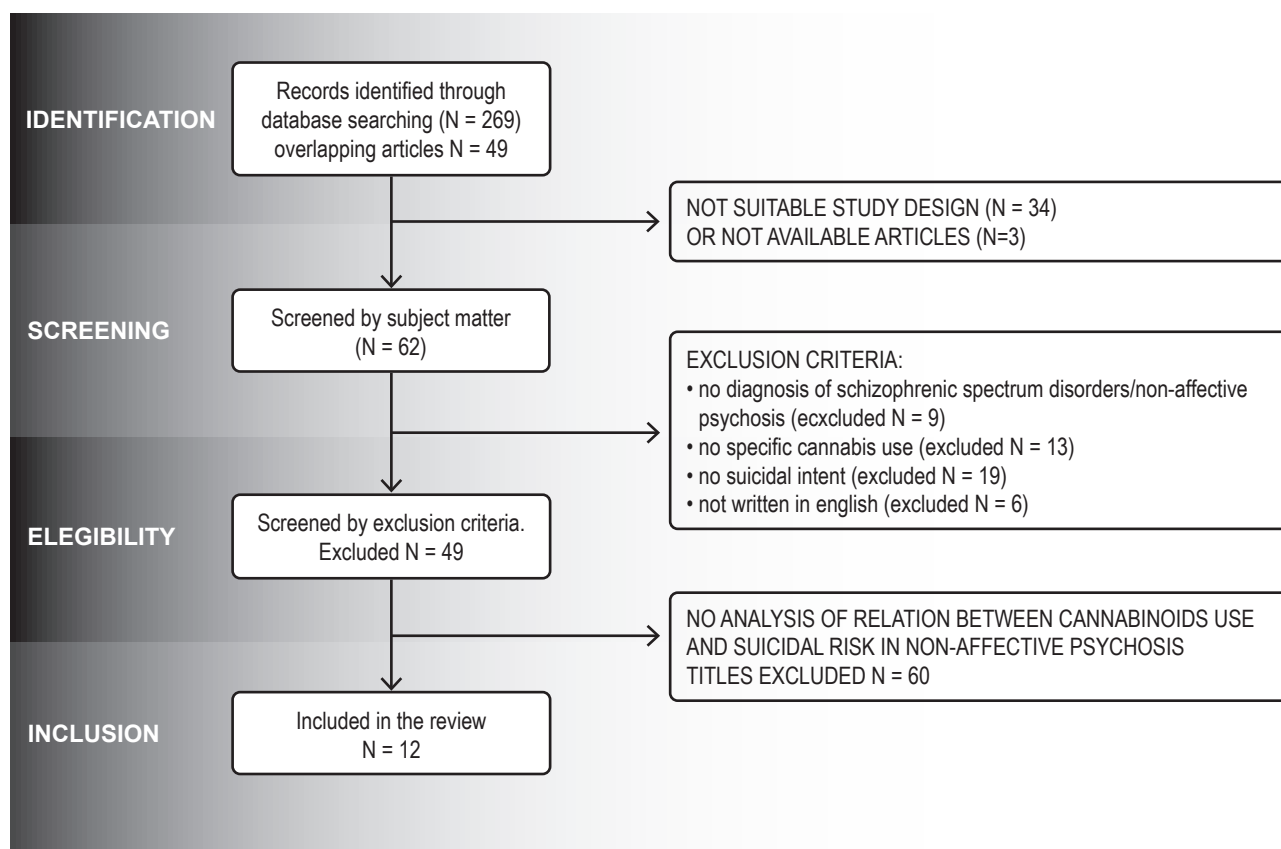 IDENTIFICATION
Records identified through
database searching (N = 269)
overlapping articles N = 49
NOT SUITABLE STUDY DESIGN (N = 34)
OR NOT AVAILABLE ARTICLES (N=3)
SCREENING
Screened by subject matter
(N = 62)
EXCLUSION CRITERIA:
• no diagnosis of schizophrenic spectrum disorders/non-affective
psychosis (ecxcluded N = 9)
• no specific cannabis use (excluded N = 13)
• no suicidal intent (excluded N = 19)
• not written in english (excluded N = 6)
ELEGIBILITY
Screened by exclusion criteria.
Excluded N = 49
NO ANALYSIS OF RELATION BETWEEN CANNABINOIDS USE
AND SUICIDAL RISK IN NON-AFFECTIVE PSYCHOSIS
TITLES EXCLUDED N = 60
INCLUSION
Included in the review
N = 12